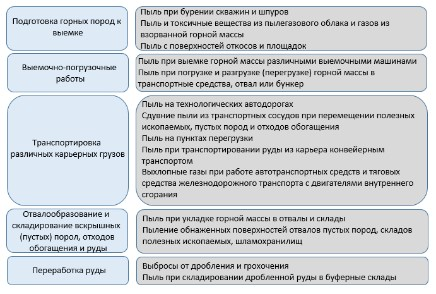 Подготовка горных пород к
выемке
Пыль при бурении скважин и шпуров
Пыль и токсичные вещества из пылегазового облака и газов из
взорванной горной массы
Пыль с поверхностей откосов и площадок
Выемочно-погрузочные
работы
Пыль при выемке горной массы различными выемочными машинами
Пыль при погрузке и разгрузке (перегрузке) горной массы в
транспортные средства, отвал или бункер
Транспортировка
различных карьерных грузов
Пыль на технологических автодорогах
Сдувние пыли из транспортных сосудов при перемещении полезных
ископаемых, пустых пород и отходов обогащения
Пыль на пунктах перегрузки
Пыль при транспортировании руды из карьера конвейерным
транспортом
Выхлопные газы при работе автотранспортных средств и тяговых
средств железнодорожного транспорта с двигателями внутреннего
сгорания
Отвалообразование и
складирование вскрышных
(пустых) порол, отходов
обогащения и руды
Пыль при укладке горной массы в отвалы и склады
Пыление обнаженных поверхностей отвалов пустых пород, складов
полезных ископаемых, шламохранилищ
Переработка руды
Выбросы от дробления и грохочения
Пыль при складировании дробленной руды в буферные склады